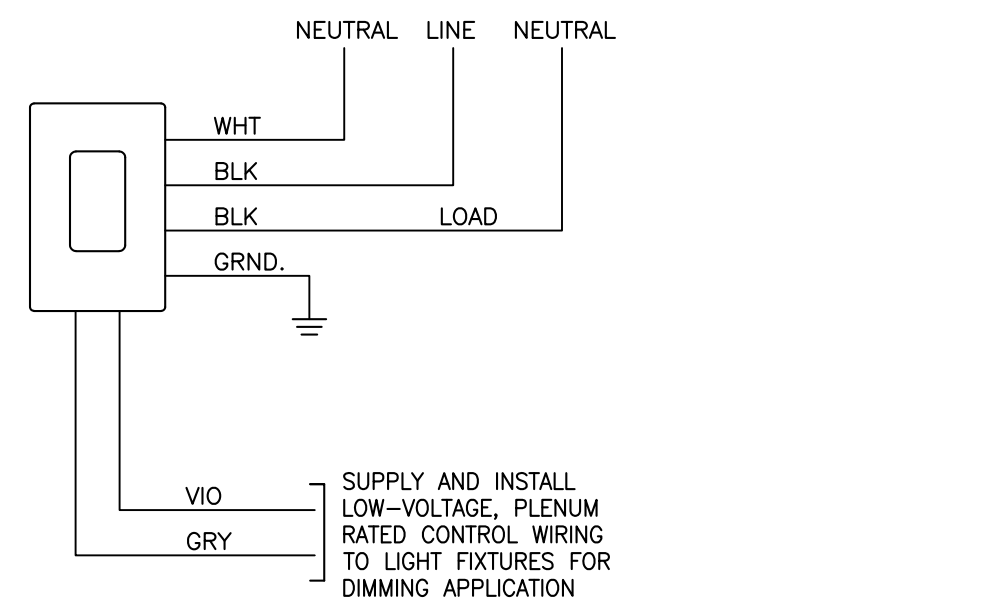 NEUTRAL LINE NEUTRAL
WHT
BLK
BLK LOAD
GRND.
VIO
GRY
SUPPLY AND INSTALL
LOW-VOLTAGE, PLENUM
RATED CONTROL WIRING
TO LIGHT FIXTURES FOR
DIMMING APPLICATION